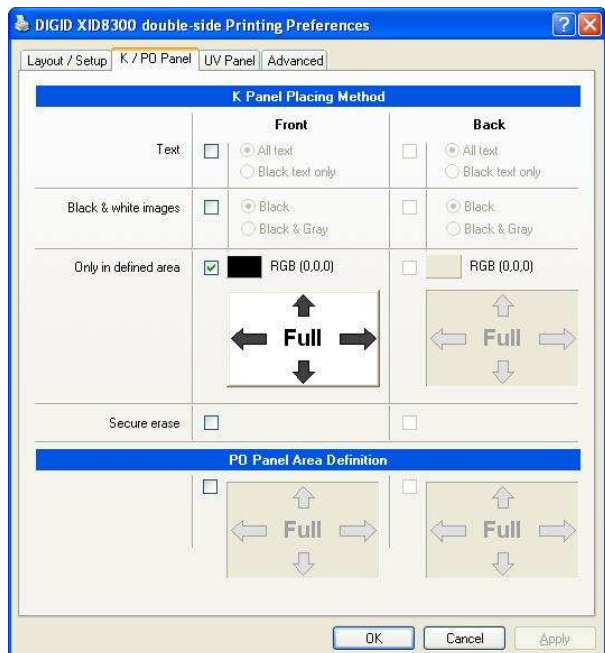 DIGID XID8300 double-side Printing Preferences
Layout / Setup K / PO Panel UV Panel Advanced
K Panel Placing Method
Front Back
Text All text All text
Black text only Black text only
Black & white images Black Black
Black & Gray Black & Gray
Only in defined area RGB (0,0,0) RGB (0,0,0)
Full Full
Secure erase
PO Panel Area Definition
Full Full
OK Cancel Apply